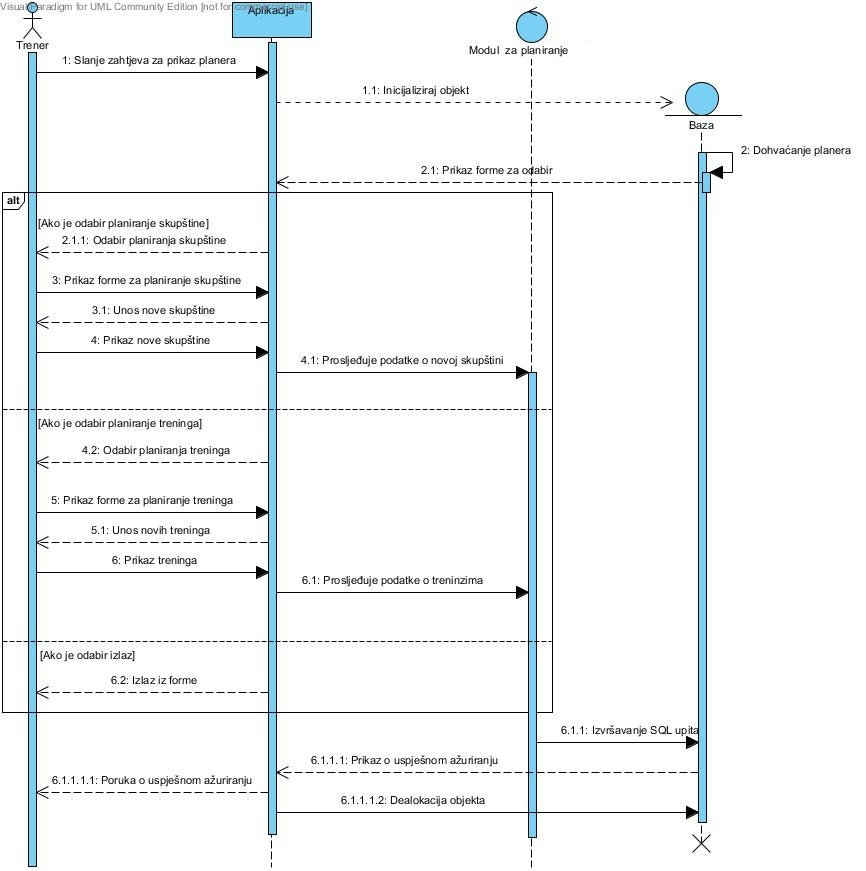 Visual Paradigm for UML Community Edition [not for commercial use]
Aplikacija
Trener
Modul za planiranje
1: Slanje zahtjeva za prikaz planera
1.1: Inicijaliziraj objekt
Baza
2: Dohvaćanje planera
2.1: Prikaz forme za odabir
alt
[Ako je odabir planiranje skupštine]
2.1.1: Odabir planiranja skupštine
3: Prikaz forme za planiranje skupštine
3.1: Unos nove skupštine
4: Prikaz nove skupštine
4.1: Prosljeđuje podatke o novoj skupštini
[Ako je odabir planiranje treninga]
4.2: Odabir planiranja treninga
5: Prikaz forme za planiranje treninga
5.1: Unos novih treninga
6: Prikaz treninga
6.1: Prosljeđuje podatke o treninzima
[Ako je odabir izlaz]
6.2: Izlaz iz forme
6.1.1: Izvršavanje SQL upita
6.1.1.1: Prikaz o uspješnom ažuriranju
6.1.1.1.1: Poruka o uspješnom ažuriranju
6.1.1.1.2: Dealokacija objekta